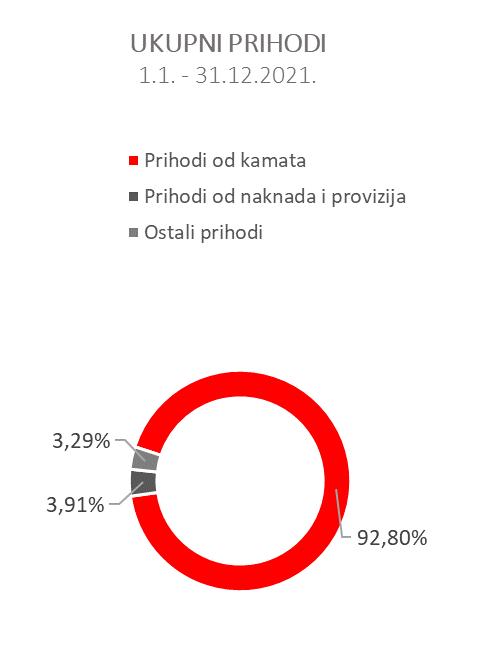 UKUPNI PRIHODI
1.1. - 31.12.2021.
Prihodi od kamata
Prihodi od naknada i provizija
Ostali prihodi
3,29%
3,91%
92,80%